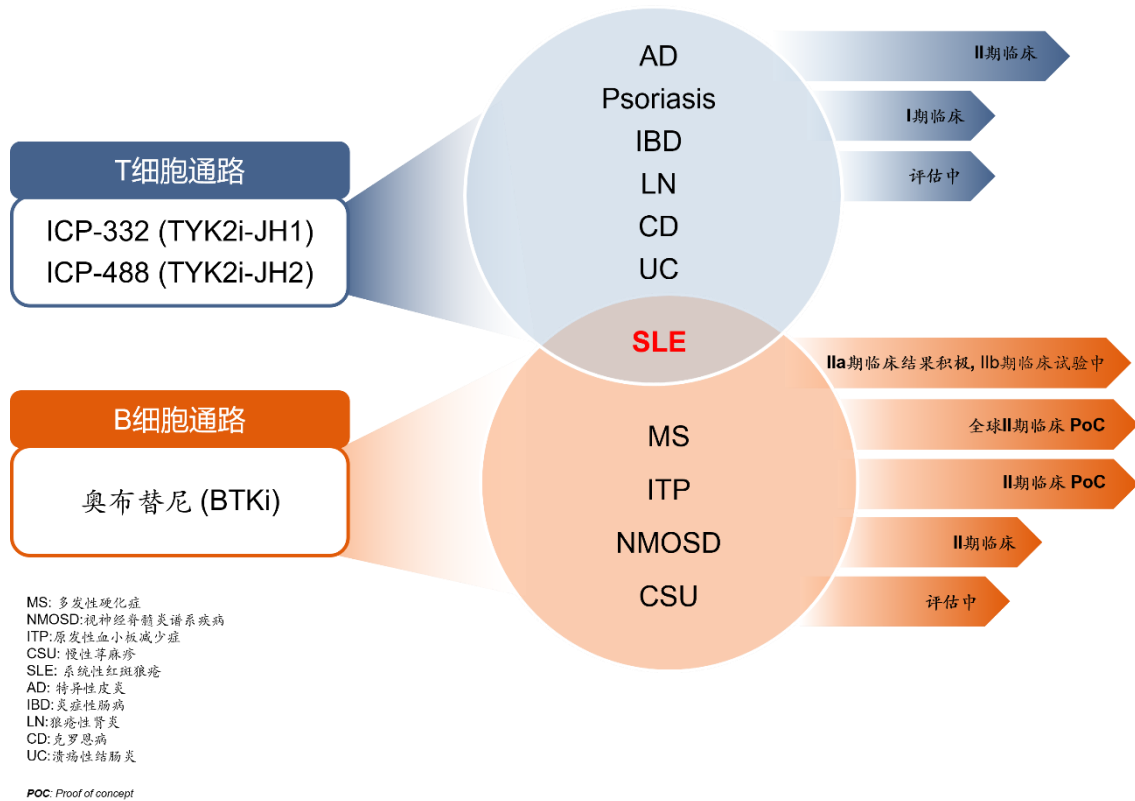 T细胞通路
ICP-332 (TYK2i-JH1)
ICP-488 (TYK2i-JH2)
AD
Psoriasis
IBD
LN
CD
UC
SLE
II期临床
I期临床
评估中
B细胞通路
奥布替尼 (BTKi)
MS
ITP
NMOSD
CSU
IIa期临床结果积极, IIb期临床试验中
全球II期临床 PoC
II期临床 PoC
II期临床
评估中
MS: 多发性硬化症
NMOSD:视神经脊髓炎谱系疾病
ITP:原发性血小板减少症
CSU: 慢性荨麻疹
SLE: 系统性红斑狼疮
AD: 特异性皮炎
IBD:炎症性肠病
LN:狼疮性肾炎
CD:克罗恩病
UC:溃疡性结肠炎
POC: Proof of concept